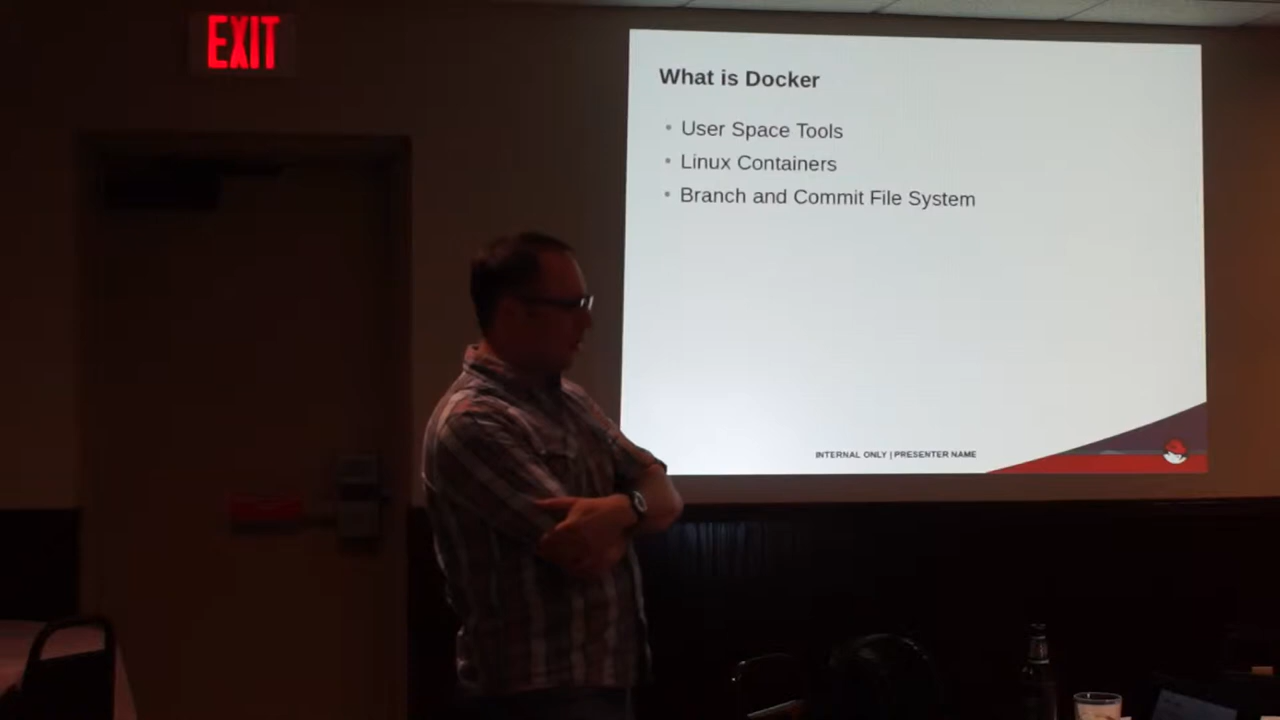 EXIT
What is Docker
• User Space Tools
• Linux Containers
• Branch and Commit File System
INTERNAL ONLY | PRESENTER NAME